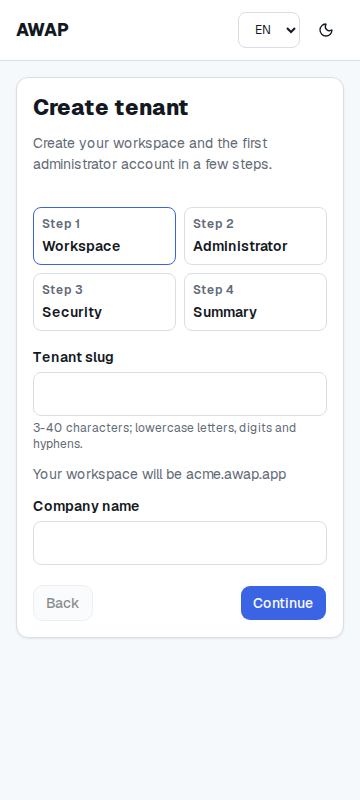 AWAP
EN
Create tenant
Create your workspace and the first
administrator account in a few steps.
Step 1
Workspace
Step 2
Administrator
Step 3
Security
Step 4
Summary
Tenant slug
3-40 characters; lowercase letters, digits and
hyphens.
Your workspace will be acme.awap.app
Company name
Back
Continue